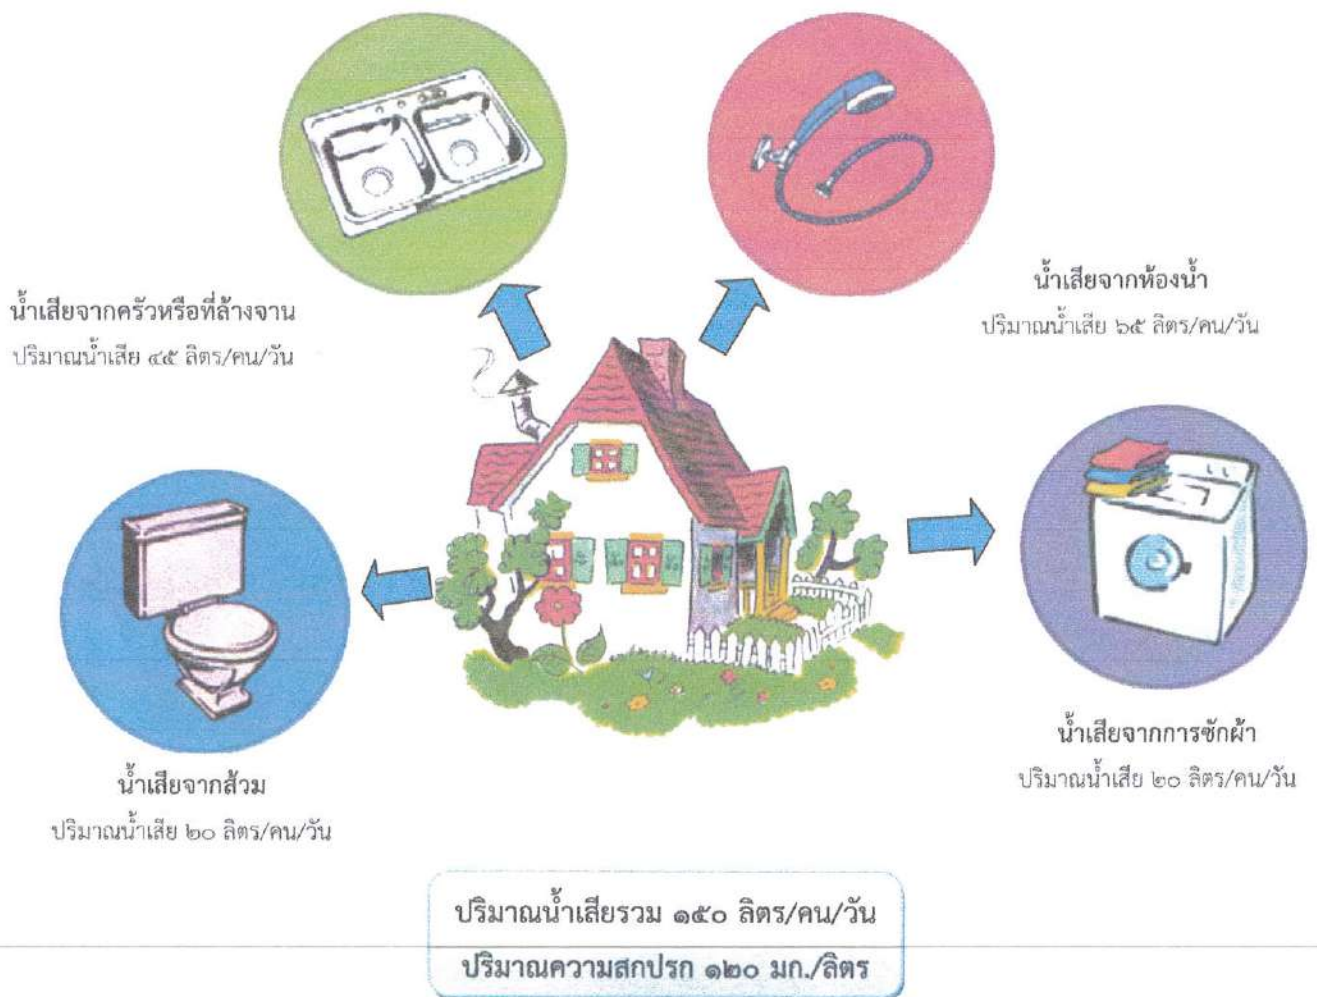 น้ำเสียจากครัวหรือที่ล้างจาน
ปริมาณน้ำเสีย ๔๕ ลิตร/คน/วัน
น้ำเสียจากห้องน้ำ
ปริมาณน้ำเสีย ๖๕ ลิตร/คน/วัน
น้ำเสียจากส้วม
ปริมาณน้ำเสีย ๒๐ ลิตร/คน/วัน
น้ำเสียจากการซักผ้า
ปริมาณน้ำเสีย ๒๐ ลิตร/คน/วัน
ปริมาณน้ำเสียรวม ๑๕๐ ลิตร/คน/วัน
ปริมาณความสกปรก ๑๒๐ มก./ลิตร